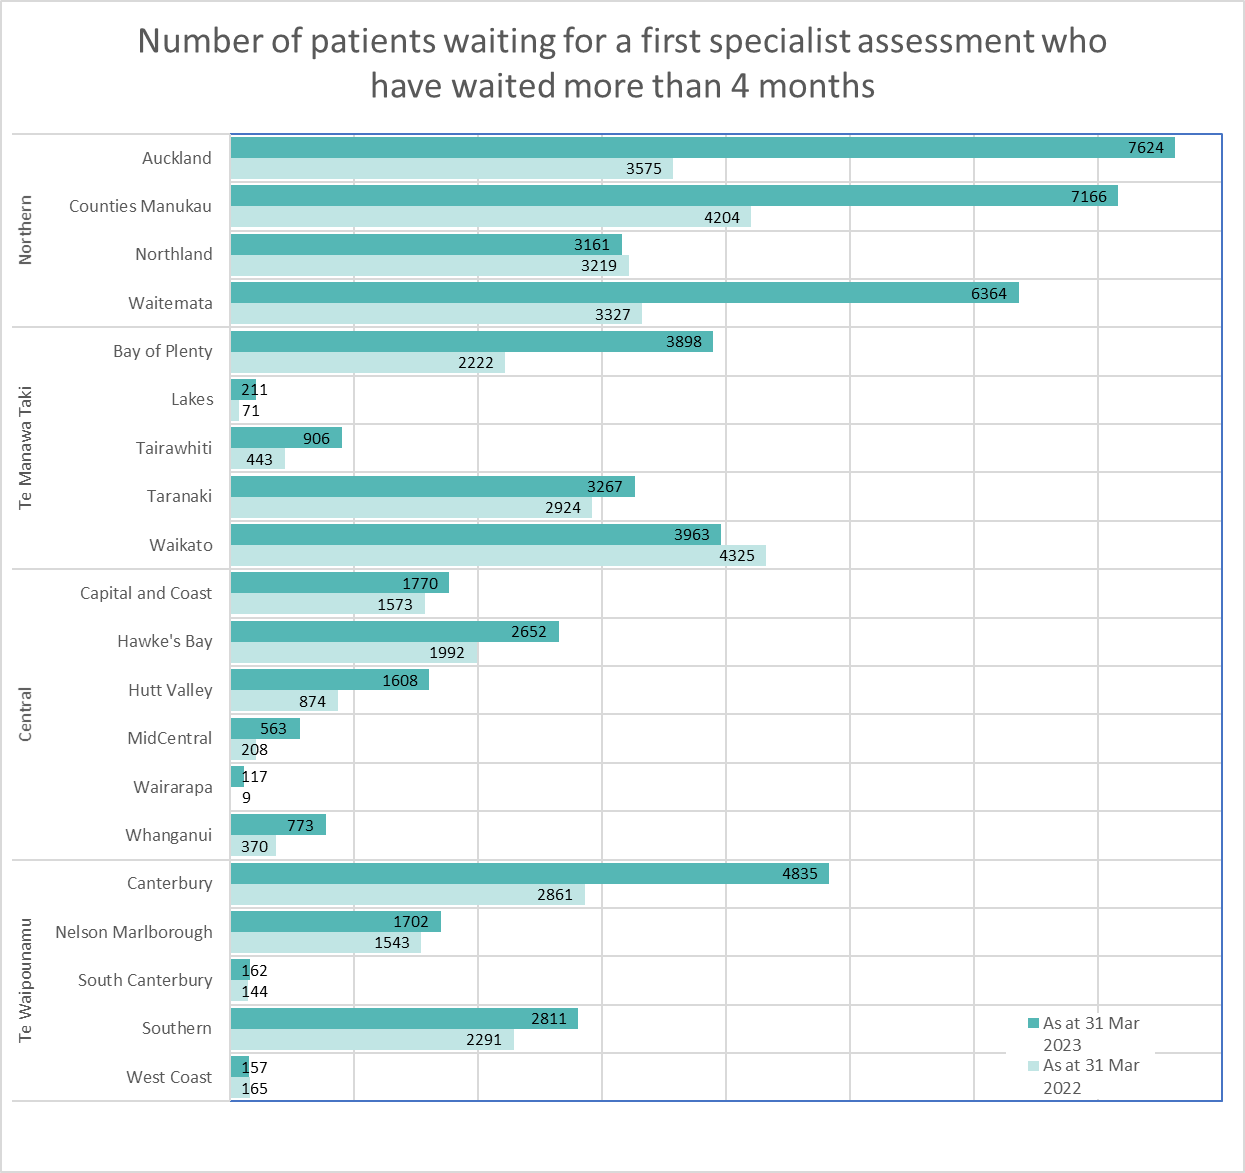 Number of patients waiting for a first specialist assessment who
have waited more than 4 months
Northern
Auckland
7624
3575
Counties Manukau
7166
4204
Northland
3161
3219
Waitemata
6364
3327
Te Manawa Taki
Bay of Plenty
3898
2222
Lakes
211
71
Tairawhiti
906
443
Taranaki
3267
2924
Waikato
3963
4325
Central
Capital and Coast
1770
1573
Hawke's Bay
2652
1992
Hutt Valley
1608
874
MidCentral
563
208
Wairarapa
117
9
Whanganui
773
370
Te Waipounamu
Canterbury
4835
2861
Nelson Marlborough
1702
1543
South Canterbury
162
144
Southern
2811
2291
West Coast
157
165
As at 31 Mar
2023
As at 31 Mar
2022